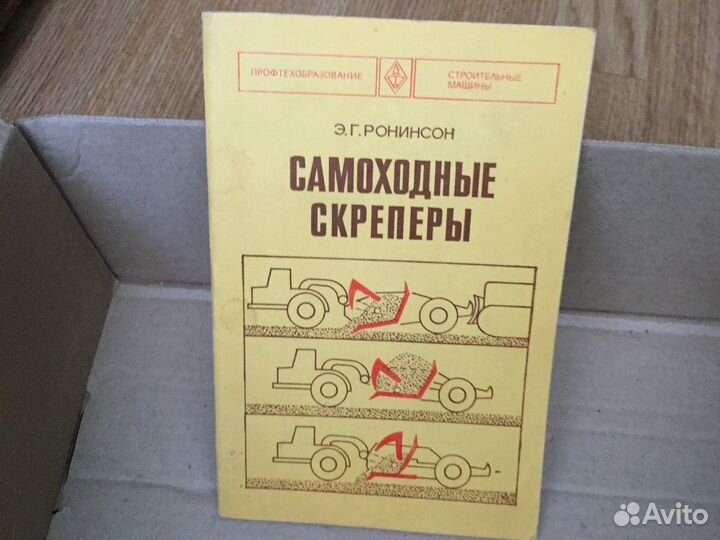 ПРОФТЕХОБРАЗОВАНИЕ
СТРОИТЕЛЬНЫЕ
МАШИНЫ
Э.Г. РОНИНСОН
САМОХОДНЫЕ
СКРЕПЕРЫ
Avito